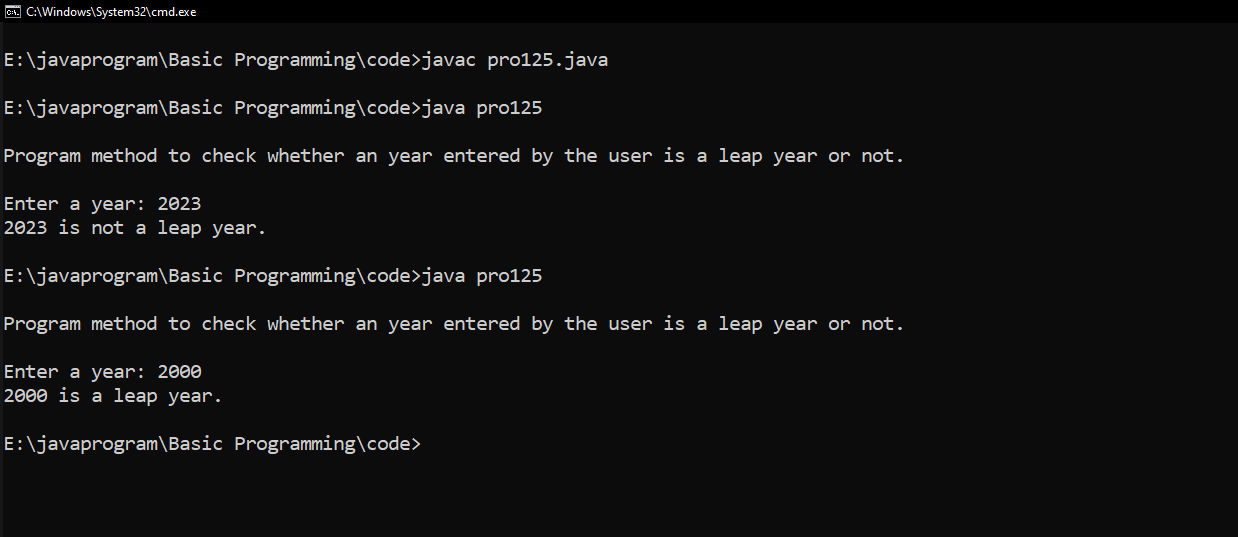 C:\Windows\System32\cmd.exe
E:\javaprogram\Basic Programming\code>javac pro125.java
E:\javaprogram\Basic Programming\code>java pro125
Program method to check whether an year entered by the user is a leap year or not.
Enter a year: 2023
2023 is not a leap year.
E:\javaprogram\Basic Programming\code>java pro125
Program method to check whether an year entered by the user is a leap year or not.
Enter a year: 2000
2000 is a leap year.
E:\javaprogram\Basic Programming\code>